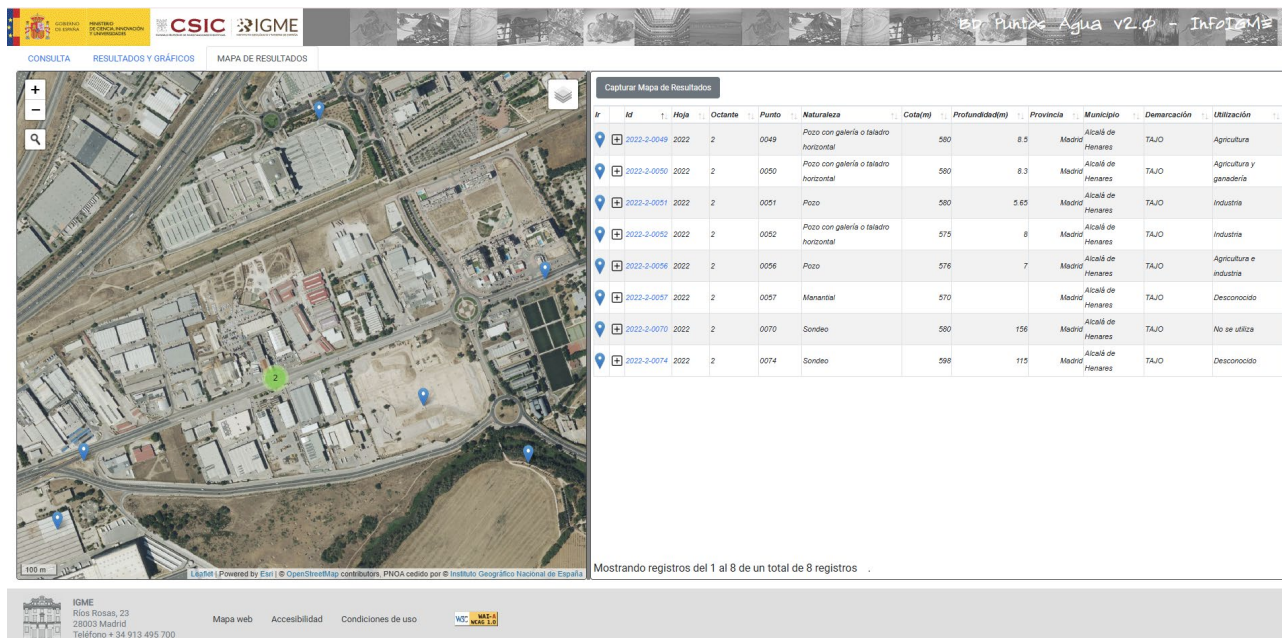 GOBIERNO DE ESPAÑA
MINISTERIO DE CIENCIA, INNOVACIÓN Y UNIVERSIDADES
CSIC
IGME
BD Puntos Agua v2.0 - InfoIGME
CONSULTA RESULTADOS Y GRÁFICOS MAPA DE RESULTADOS
+
−
2
100 m
Leaflet | Powered by Esri | © OpenStreetMap contributors, PNOA cedido por © Instituto Geográfico Nacional de España
Capturar Mapa de Resultados
Ir Id Hoja Octante Punto Naturaleza Cota(m) Profundidad(m) Provincia Municipio Demarcación Utilización
2022-2-0049 2022 2 0049 Pozo con galería o taladro horizontal 580 8.5 Madrid Alcalá de Henares TAJO Agricultura
2022-2-0050 2022 2 0050 Pozo con galería o taladro horizontal 580 8.3 Madrid Alcalá de Henares TAJO Agricultura y ganadería
2022-2-0051 2022 2 0051 Pozo 580 5.65 Madrid Alcalá de Henares TAJO Industria
2022-2-0052 2022 2 0052 Pozo con galería o taladro horizontal 575 8 Madrid Alcalá de Henares TAJO Industria
2022-2-0056 2022 2 0056 Pozo 576 7 Madrid Alcalá de Henares TAJO Agricultura e industria
2022-2-0057 2022 2 0057 Manantial 570 Madrid Alcalá de Henares TAJO Desconocido
2022-2-0070 2022 2 0070 Sondeo 580 156 Madrid Alcalá de Henares TAJO No se utiliza
2022-2-0074 2022 2 0074 Sondeo 598 115 Madrid Alcalá de Henares TAJO Desconocido
Mostrando registros del 1 al 8 de un total de 8 registros .
IGME
Ríos Rosas, 23
28003 Madrid
Teléfono + 34 913 495 700
Mapa web Accesibilidad Condiciones de uso
W3C WAI-A WCAG 1.0